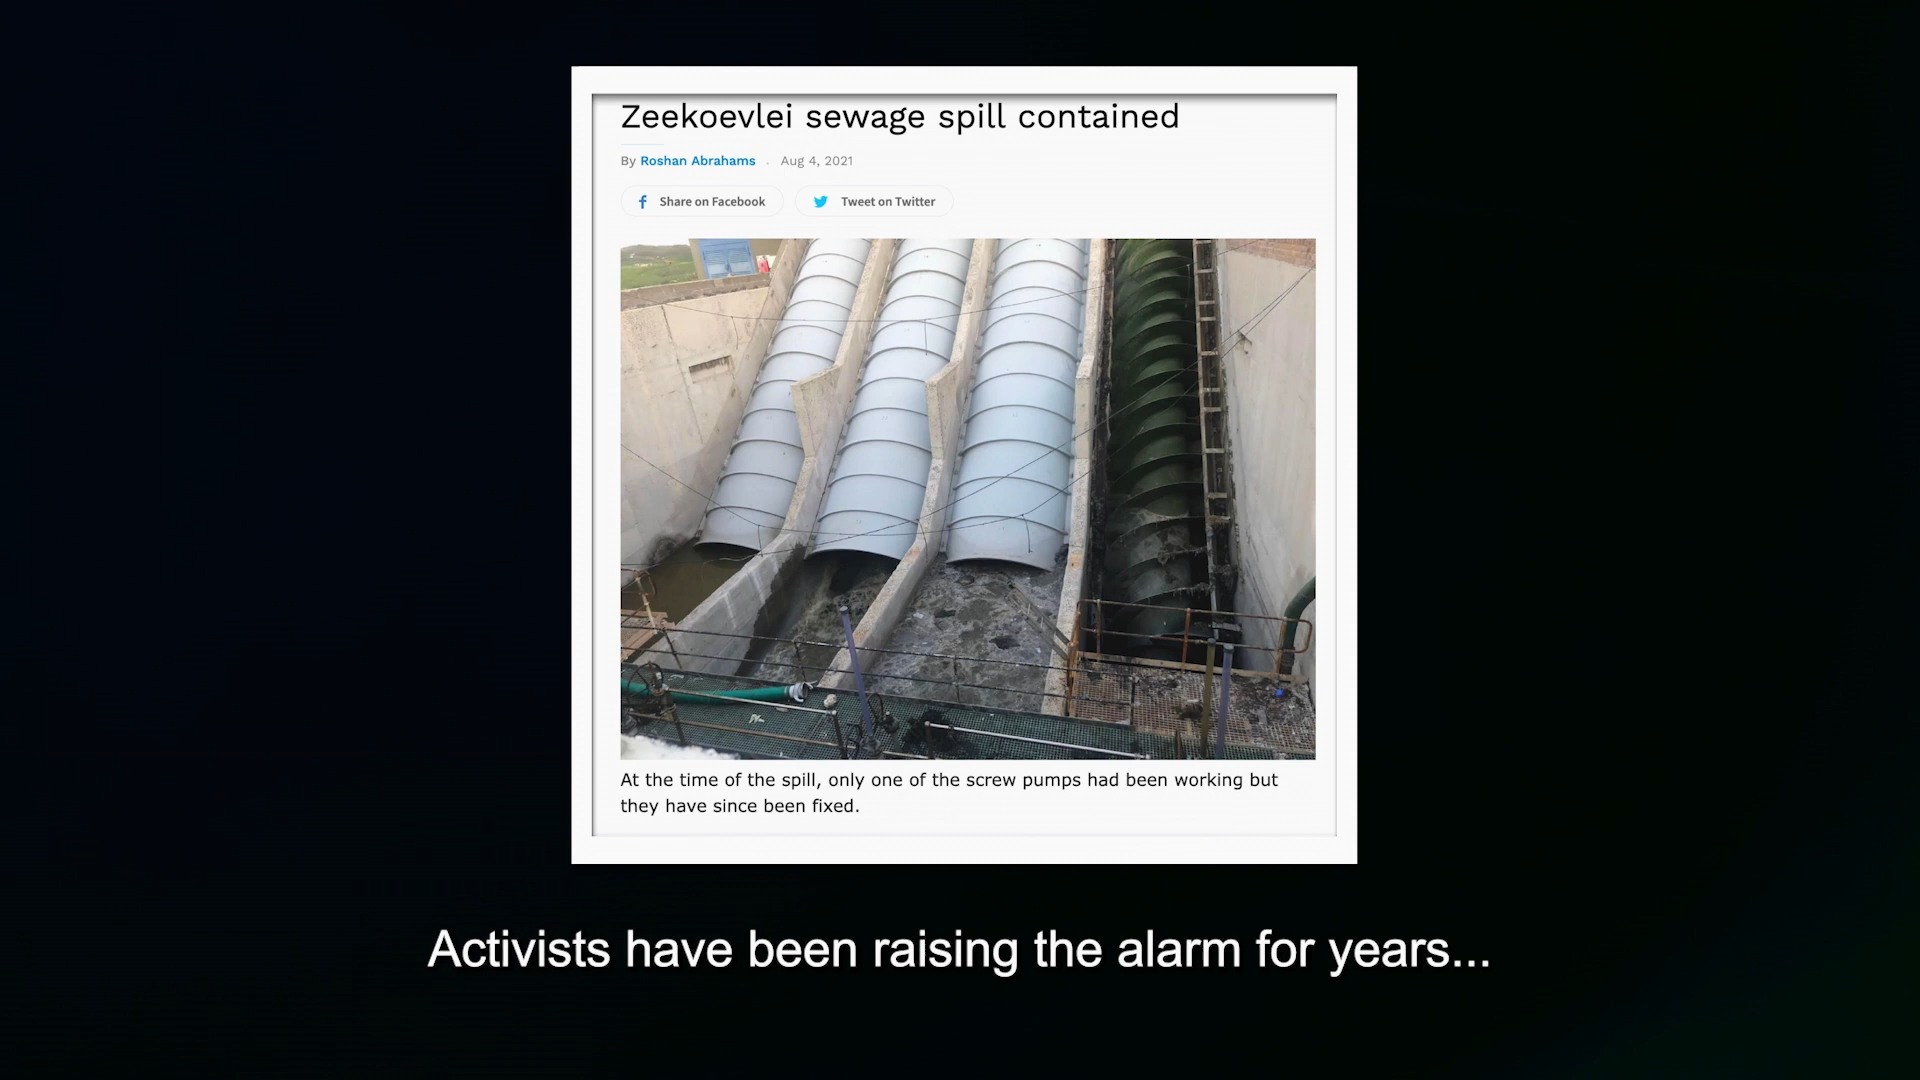 Zeekoevlei sewage spill contained
By Roshan Abrahams . Aug 4, 2021
Share on Facebook Tweet on Twitter
At the time of the spill, only one of the screw pumps had been working but
they have since been fixed.
Activists have been raising the alarm for years...